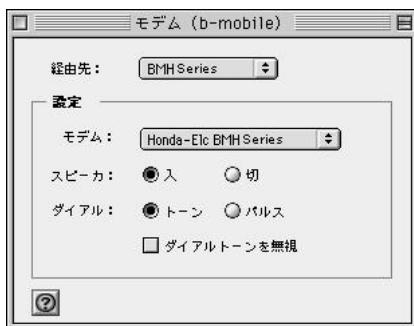 モデム (b-mobile)
経由先： BMH Series
設定
モデム： Honda-Elc BMH Series
スピーカ： 入 切
ダイアル： トーン パルス
ダイアルトーンを無視
?